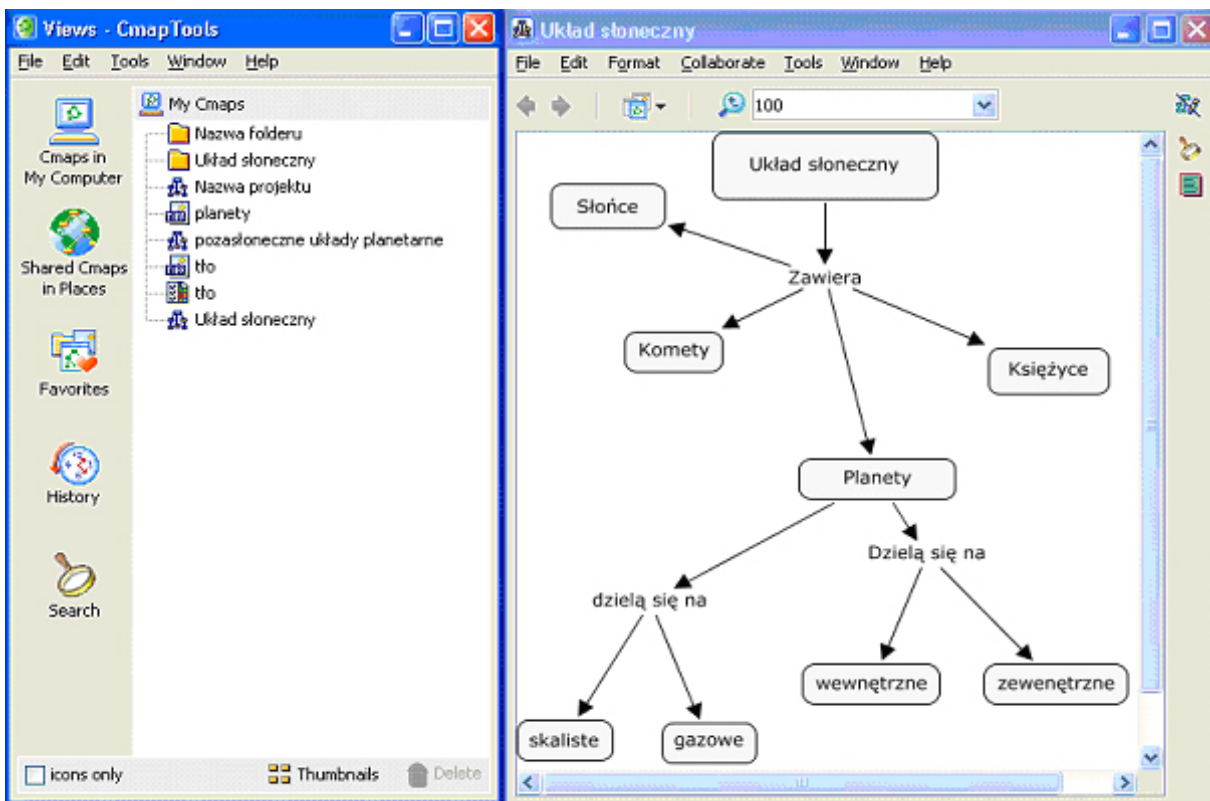 Views - CmapTools
File Edit Tools Window Help
Cmaps in
My Computer
Shared Cmaps
in Places
Favorites
History
Search
My Cmaps
Nazwa folderu
Układ słoneczny
Nazwa projektu
planety
pozasłoneczne układy planetarne
tło
tło
Układ słoneczny
icons only Thumbnails Delete
Układ słoneczny
File Edit Format Collaborate Tools Window Help
100
Układ słoneczny
Słońce
Zawiera
Komety
Księżyce
Planety
Dzielą się na
dzielą się na
wewnętrzne
zewenętrzne
skaliste
gazowe